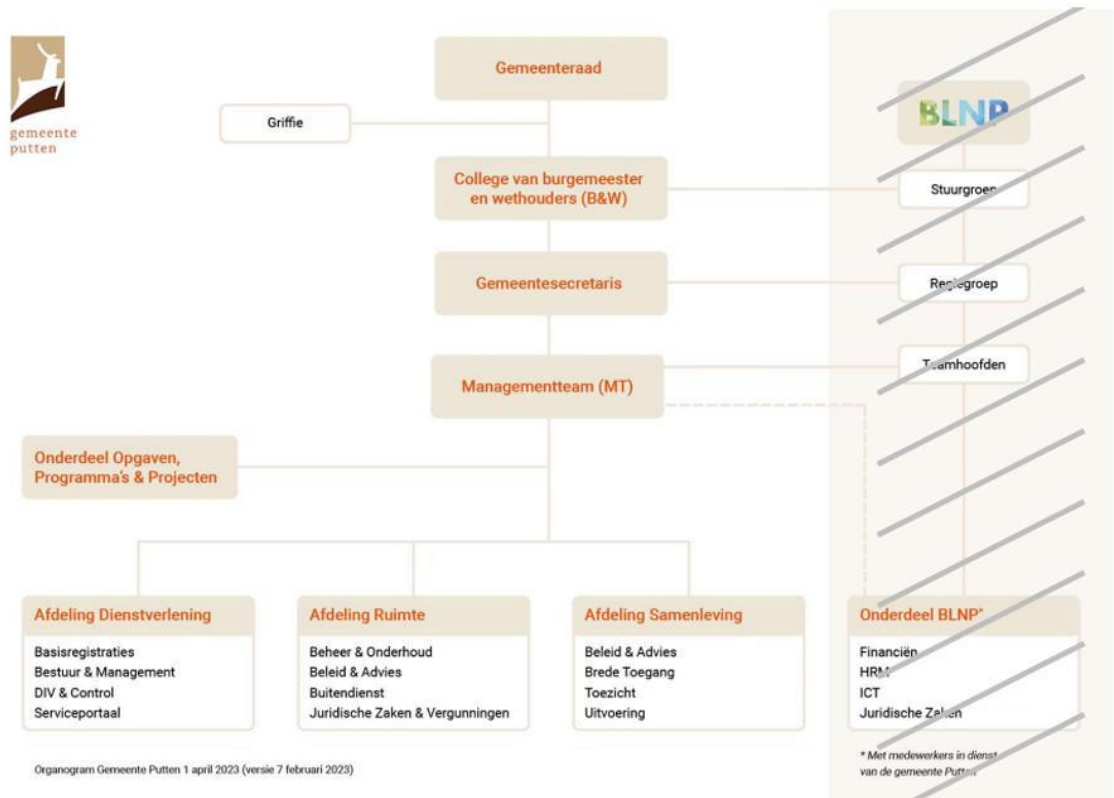 gemeente
putten
Gemeenteraad
Griffie
College van burgemeester
en wethouders (B&W)
Gemeentesecretaris
Managementteam (MT)
Onderdeel Opgaven,
Programma's & Projecten
BLNP
Stuurgroep
Regiegroep
Teamhoofden
Afdeling Dienstverlening
Basisregistraties
Bestuur & Management
DIV & Control
Serviceportaal
Afdeling Ruimte
Beheer & Onderhoud
Beleid & Advies
Buitendienst
Juridische Zaken & Vergunningen
Afdeling Samenleving
Beleid & Advies
Brede Toegang
Toezicht
Uitvoering
Onderdeel BLNP*
Financiën
HRM
ICT
Juridische Zaken
* Met medewerkers in dienst
van de gemeente Putten
Organogram Gemeente Putten 1 april 2023 (versie 7 februari 2023)